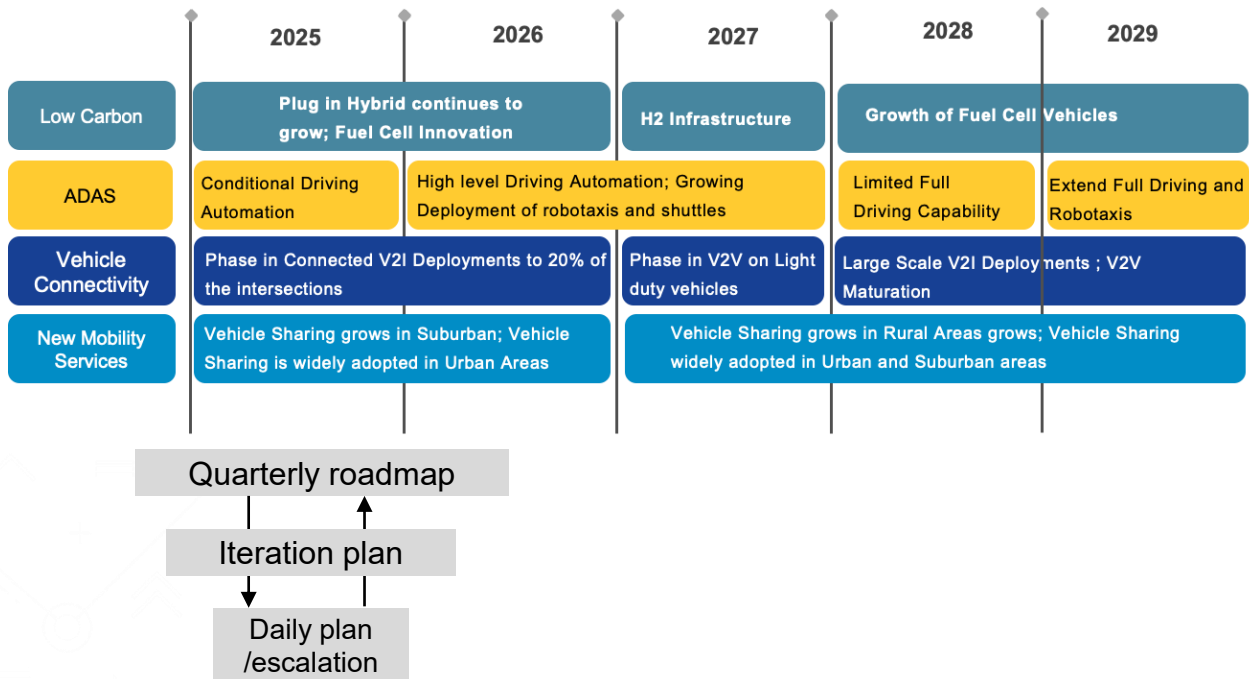 2025
2026
2027
2028
2029
Low Carbon
Plug in Hybrid continues to
grow; Fuel Cell Innovation
H2 Infrastructure
Growth of Fuel Cell Vehicles
ADAS
Conditional Driving
Automation
High level Driving Automation; Growing
Deployment of robotaxis and shuttles
Limited Full
Driving Capability
Extend Full Driving and
Robotaxis
Vehicle
Connectivity
Phase in Connected V2I Deployments to 20% of
the intersections
Phase in V2V on Light
duty vehicles
Large Scale V2I Deployments ; V2V
Maturation
New Mobility
Services
Vehicle Sharing grows in Suburban; Vehicle
Sharing is widely adopted in Urban Areas
Vehicle Sharing grows in Rural Areas grows; Vehicle Sharing
widely adopted in Urban and Suburban areas
Quarterly roadmap
Iteration plan
Daily plan
/escalation